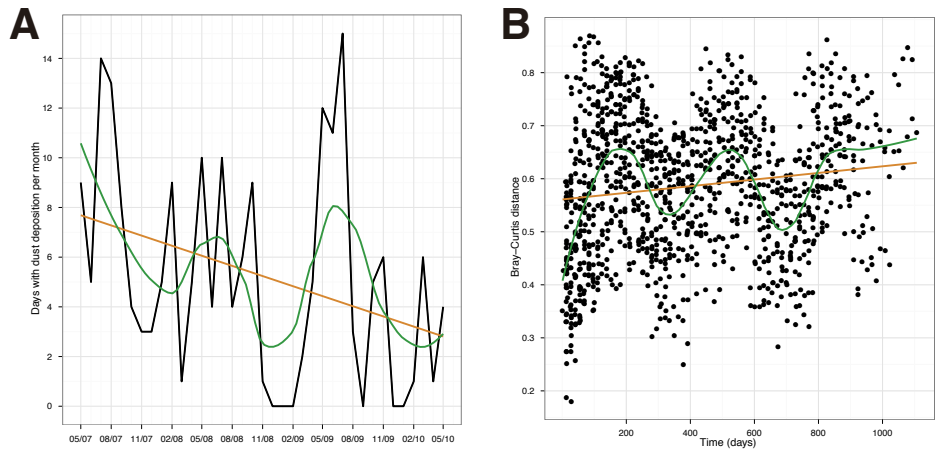 A
Days with dust deposition per month
14
12
10
8
6
4
2
0
05/07 08/07 11/07 02/08 05/08 08/08 11/08 02/09 05/09 08/09 11/09 02/10 05/10
B
Bray−Curtis distance
0.8
0.7
0.6
0.5
0.4
0.3
0.2
200 400 600 800 1000
Time (days)